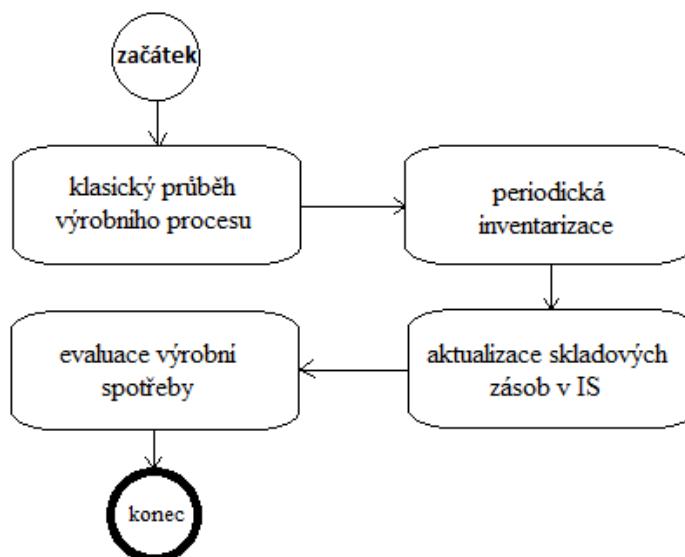 začátek
klasický průběh
výrobního procesu
periodická
inventarizace
aktualizace skladových
zásob v IS
evaluace výrobní
spotřeby
konec